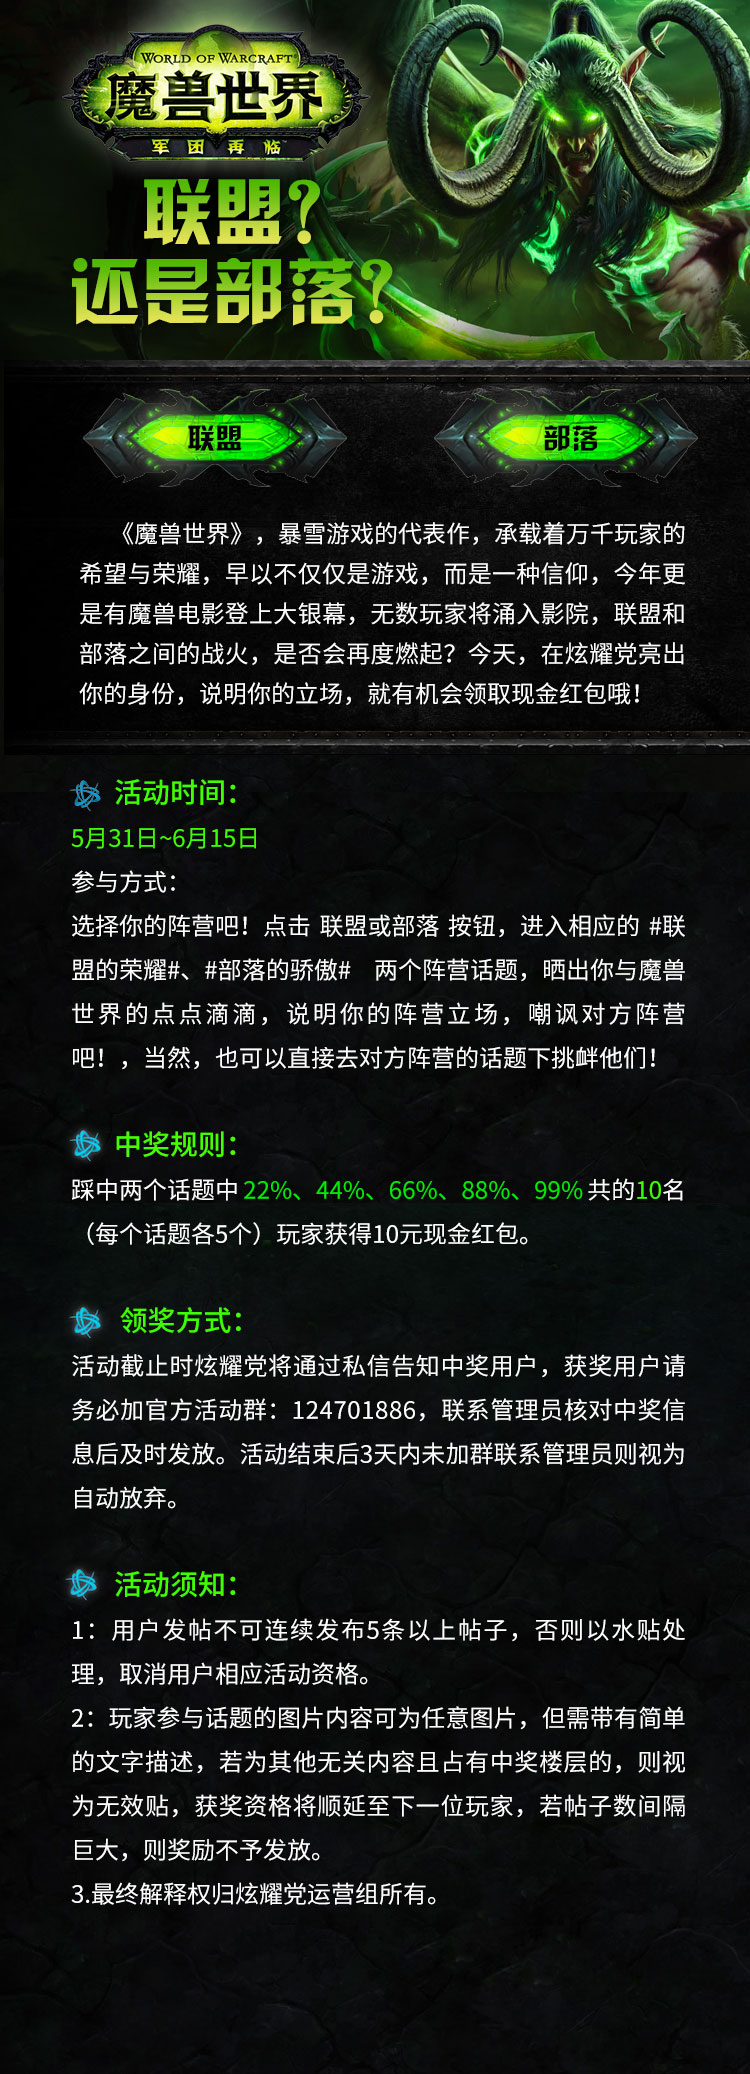 WORLD OF WARCRAFT
魔兽世界
军团再临
联盟?
还是部落?
联盟
部落
《魔兽世界》，暴雪游戏的代表作，承载着万千玩家的
希望与荣耀，早以不仅仅是游戏，而是一种信仰，今年更
是有魔兽电影登上大银幕，无数玩家将涌入影院，联盟和
部落之间的战火，是否会再度燃起？今天，在炫耀党亮出
你的身份，说明你的立场，就有机会领取现金红包哦！
活动时间：
5月31日~6月15日
参与方式：
选择你的阵营吧！点击 联盟或部落 按钮，进入相应的 #联
盟的荣耀#、#部落的骄傲# 两个阵营话题，晒出你与魔兽
世界的点点滴滴，说明你的阵营立场，嘲讽对方阵营
吧！，当然，也可以直接去对方阵营的话题下挑衅他们！
中奖规则：
踩中两个话题中 22%、44%、66%、88%、99% 共的10名
（每个话题各5个）玩家获得10元现金红包。
领奖方式：
活动截止时炫耀党将通过私信告知中奖用户，获奖用户请
务必加官方活动群：124701886，联系管理员核对中奖信
息后及时发放。活动结束后3天内未加群联系管理员则视为
自动放弃。
活动须知：
1：用户发帖不可连续发布5条以上帖子，否则以水贴处
理，取消用户相应活动资格。
2：玩家参与话题的图片内容可为任意图片，但需带有简单
的文字描述，若为其他无关内容且占有中奖楼层的，则视
为无效贴，获奖资格将顺延至下一位玩家，若帖子数间隔
巨大，则奖励不予发放。
3.最终解释权归炫耀党运营组所有。